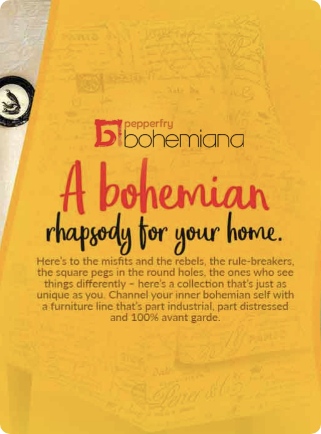 pepperfry
bohemiana
A bohemian
rhapsody for your home.
Here's to the misfits and the rebels, the rule-breakers,
the square pegs in the round holes, the ones who see
things differently – here's a collection that's just as
unique as you. Channel your inner bohemian self with
a furniture line that's part industrial, part distressed
and 100% avant garde.